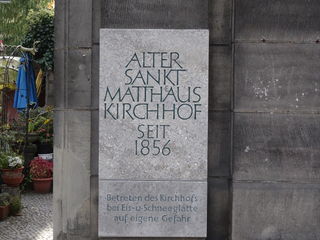 ALTER
SANKT
MATTHÄUS
KIRCHHOF
SEIT
1856
Betreten des Kirchhofs
bei Eis-u-Schneeglätte
auf eigene Gefahr